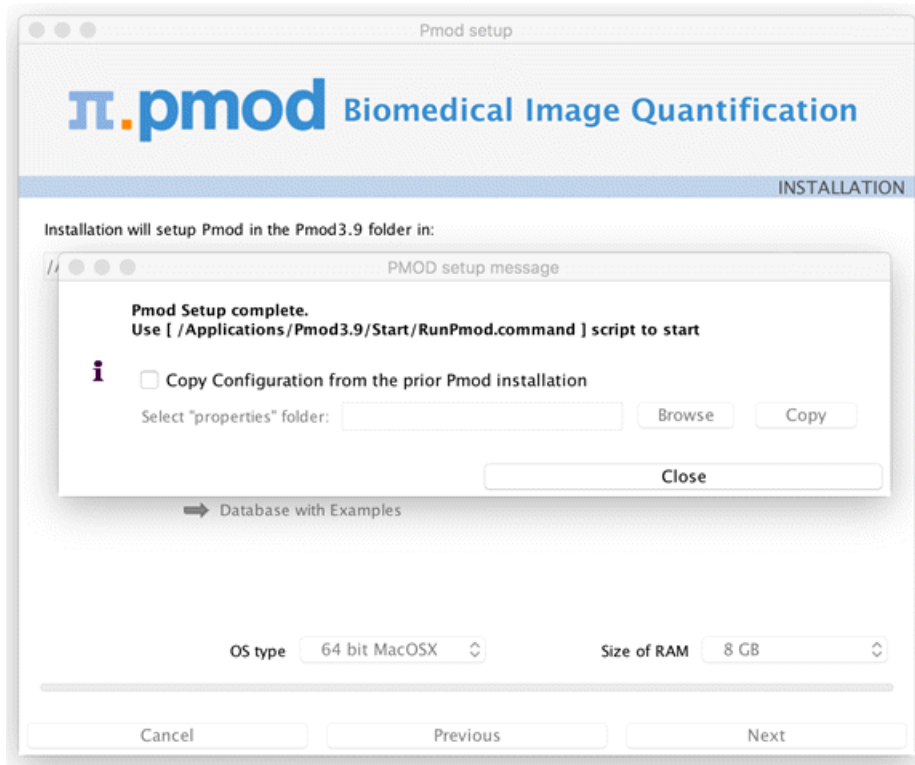 Pmod setup
π.pmod Biomedical Image Quantification
INSTALLATION
Installation will setup Pmod in the Pmod3.9 folder in:
PMOD setup message
Pmod Setup complete.
Use [ /Applications/Pmod3.9/Start/RunPmod.command ] script to start
Copy Configuration from the prior Pmod installation
Select "properties" folder:
Browse
Copy
Close
Database with Examples
OS type 64 bit MacOSX Size of RAM 8 GB
Cancel Previous Next